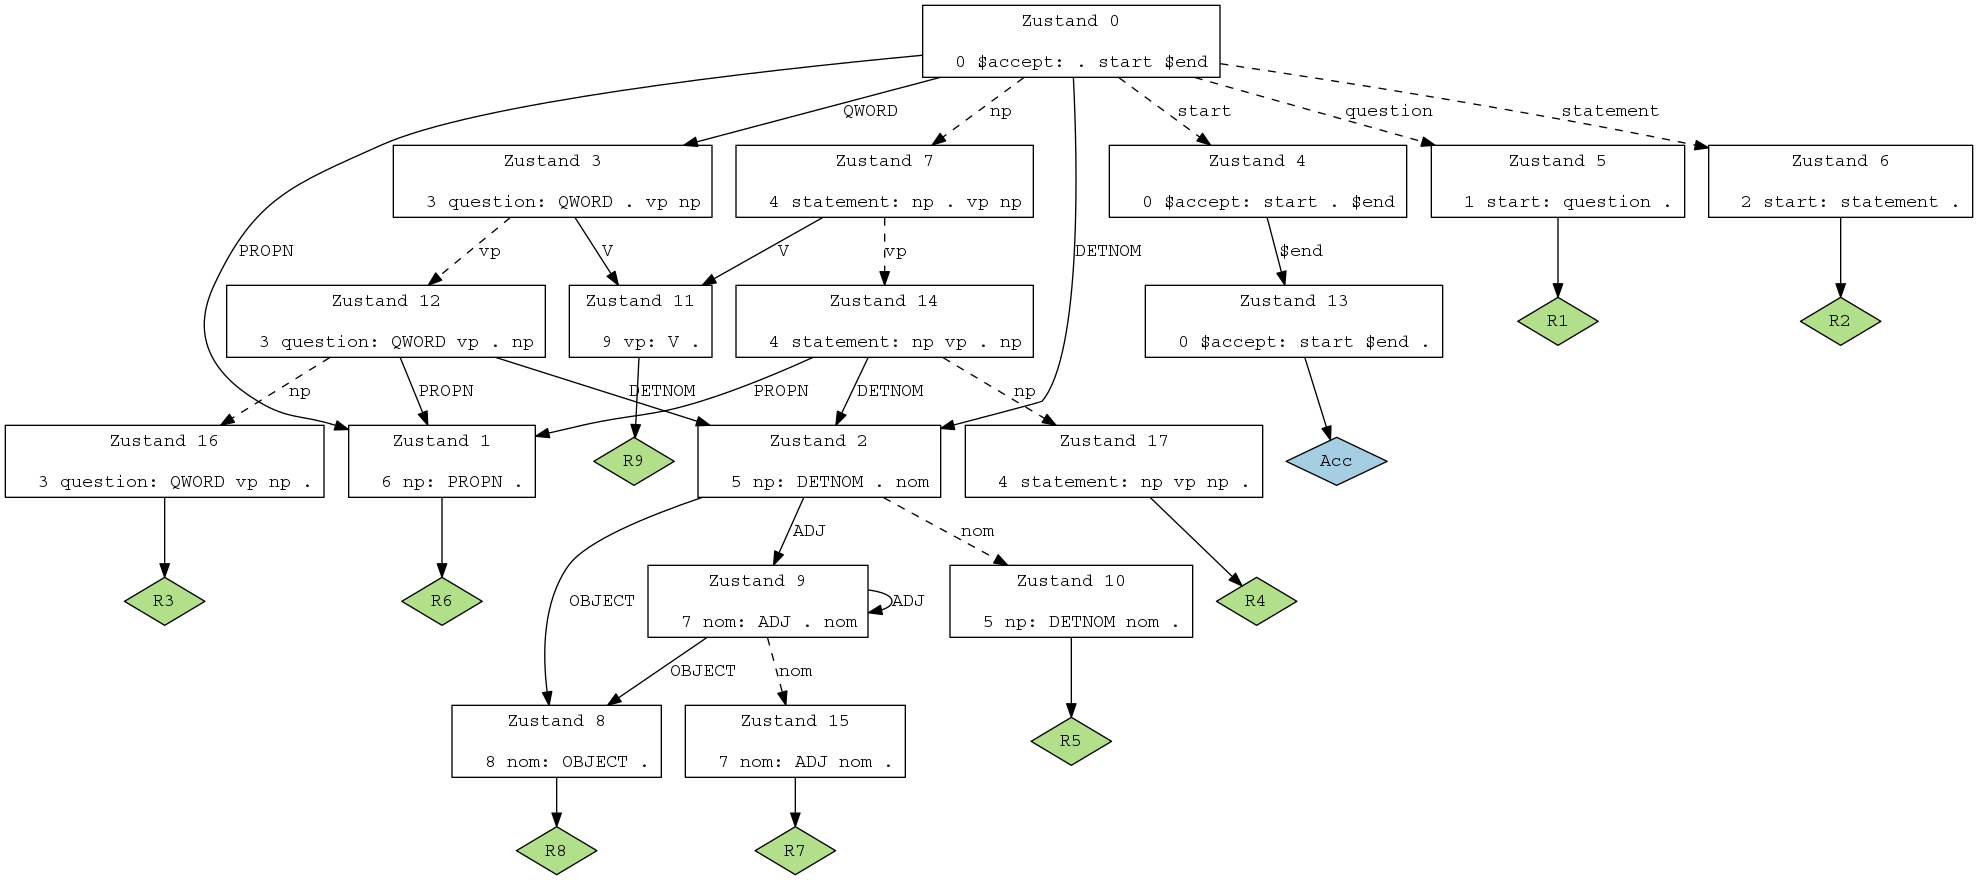 Zustand 0
0 $accept: . start $end
QWORD
np
start
question
statement
Zustand 3
3 question: QWORD . vp np
Zustand 7
4 statement: np . vp np
Zustand 4
0 $accept: start . $end
Zustand 5
1 start: question .
Zustand 6
2 start: statement .
PROPN
vp
V
V
vp
DETNOM
$end
Zustand 12
3 question: QWORD vp . np
Zustand 11
9 vp: V .
Zustand 14
4 statement: np vp . np
Zustand 13
0 $accept: start $end .
R1
R2
np
PROPN
DETNOM
PROPN
DETNOM
np
Zustand 16
3 question: QWORD vp np .
Zustand 1
6 np: PROPN .
R9
Zustand 2
5 np: DETNOM . nom
Zustand 17
4 statement: np vp np .
Acc
ADJ
nom
R3
R6
OBJECT
Zustand 9
7 nom: ADJ . nom
ADJ
Zustand 10
5 np: DETNOM nom .
R4
OBJECT
nom
Zustand 8
8 nom: OBJECT .
Zustand 15
7 nom: ADJ nom .
R5
R8
R7